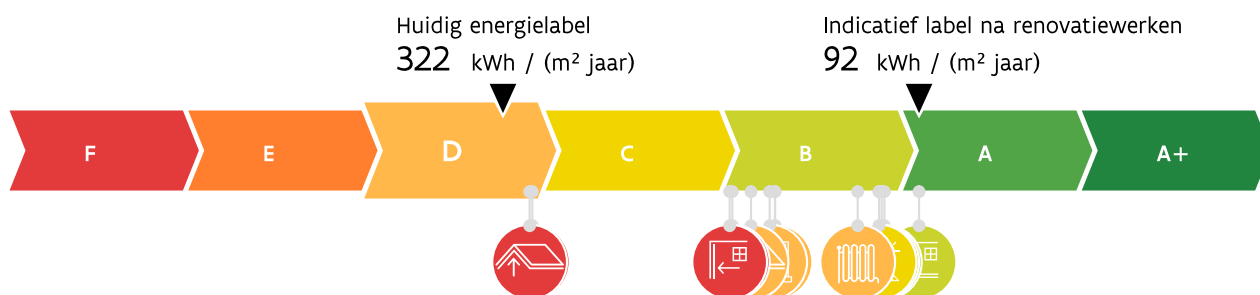 Huidig energielabel
322 kWh / (m² jaar)
Indicatief label na renovatiewerken
92 kWh / (m² jaar)
F
E
D
C
B
A
A+